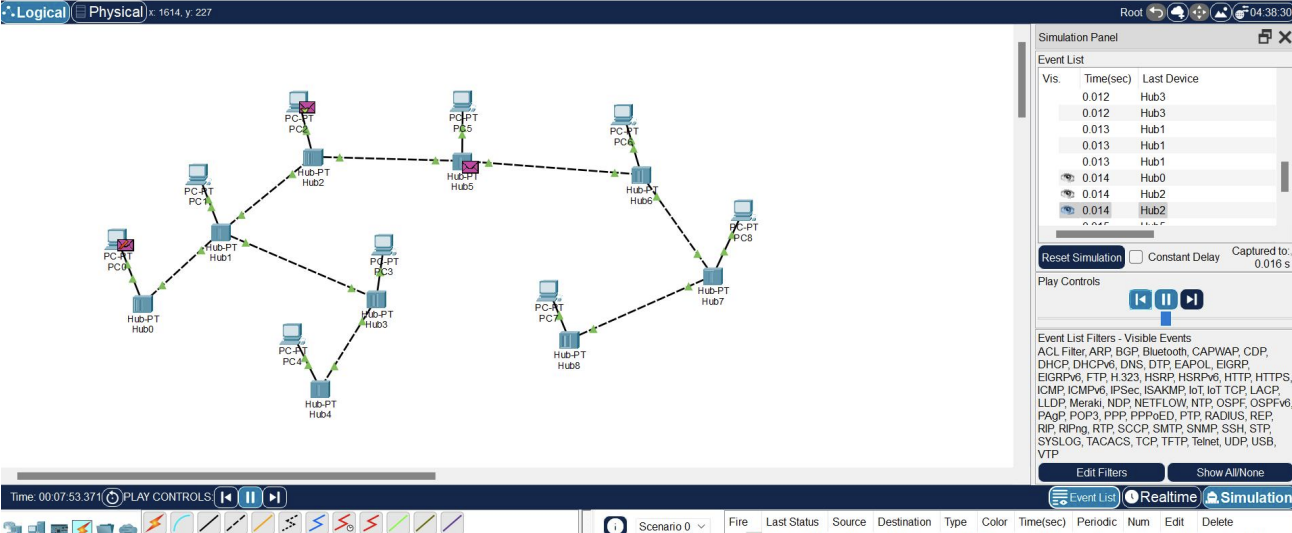 Logical Physical x: 1614, y: 227 Root 04:38:30
Simulation Panel
Event List
Vis. Time(sec) Last Device
0.012 Hub3
0.012 Hub3
0.013 Hub1
0.013 Hub1
0.013 Hub1
0.014 Hub0
0.014 Hub2
0.014 Hub2
Reset Simulation Constant Delay Captured to:
0.016 s
Play Controls
Event List Filters - Visible Events
ACL Filter, ARP, BGP, Bluetooth, CAPWAP, CDP,
DHCP, DHCPv6, DNS, DTP, EAPOL, EIGRP,
EIGRPv6, FTP, H.323, HSRP, HSRPv6, HTTP, HTTPS,
ICMP, ICMPv6, IPSec, ISAKMP, IoT, IoT TCP, LACP,
LLDP, Meraki, NDP, NETFLOW, NTP, OSPF, OSPFv6,
PAgP, POP3, PPP, PPPoED, PTP, RADIUS, REP,
RIP, RIPng, RTP, SCCP, SMTP, SNMP, SSH, STP,
SYSLOG, TACACS, TCP, TFTP, Telnet, UDP, USB,
VTP
Edit Filters Show All/None
PC-PT
PC2
PC-PT
PC5
PC-PT
PC6
Hub-PT
Hub2
Hub-PT
Hub5
Hub-PT
Hub6
PC-PT
PC1
PC-PT
PC8
PC-PT
PC0
Hub-PT
Hub1
PC-PT
PC3
Hub-PT
Hub7
Hub-PT
Hub0
Hub-PT
Hub3
PC-PT
PC7
PC-PT
PC4
Hub-PT
Hub8
Hub-PT
Hub4
Time: 00:07:53.371 PLAY CONTROLS: Event List Realtime Simulation
Scenario 0 Fire Last Status Source Destination Type Color Time(sec) Periodic Num Edit Delete